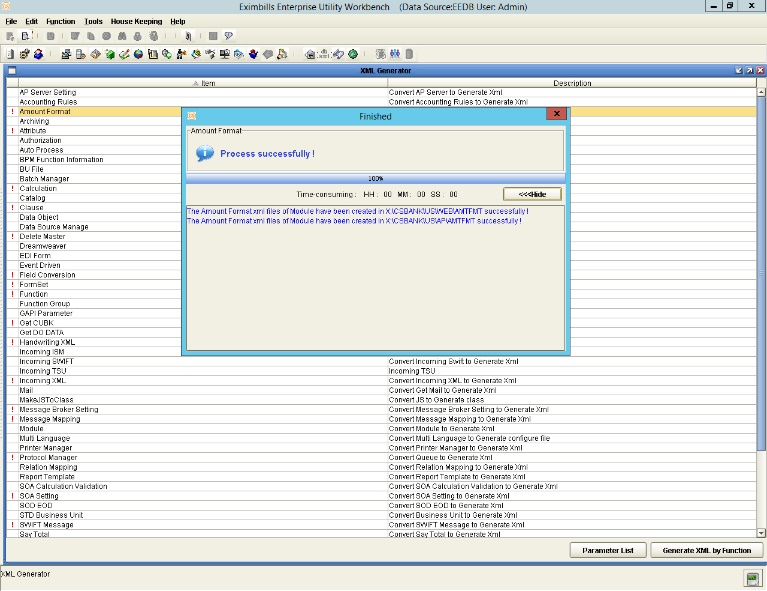 Eximbills Enterprise Utility Workbench (Data Source:EEDB User: Admin)
File Edit Function Tools House Keeping Help
XML Generator
Item Description
AP Server Setting Convert AP Server to Generate Xml
Accounting Rules Convert Accounting Rules to Generate Xml
! Amount Format
Archiving
! Attribute
Authorization
Auto Process
BPM Function Information
BU File
Batch Manager
! Calculation
Catalog
! Clause
Data Object
Data Source Manage
! Delete Master
Dreamweaver
EDI Form
Event Driven
! Field Conversion
! FormSet
! Function
Function Group
GAPI Parameter
! Get CUBK
Get DO DATA
! Handwriting XML
Incoming ISM
Finished
Amount Format
Process successfully !
100%
Time-consuming : HH : 00 MM : 00 SS : 00 <<<Hide
The Amount Format xml files of Module have been created in X:\CSBANK\US\WEB\AMTFMT successfully !
The Amount Format xml files of Module have been created in X:\CSBANK\US\AP\AMTFMT successfully !
Incoming SWIFT Convert Incoming Swift to Generate Xml
Incoming TSU Incoming TSU
! Incoming XML Convert Incoming XML to Generate Xml
Mail Convert Get Mail to Generate Xml
MakeJSToClass Convert JS to Generate class
! Message Broker Setting Convert Message Broker Setting to Generate Xml
! Message Mapping Convert Message Mapping to Generate Xml
Module Convert Module to Generate Xml
Multi Language Convert Multi Language to Generate configure file
Printer Manager Convert Printer Manager to Generate Xml
! Protocol Manager Convert Queue to Generate Xml
Relation Mapping Convert Relation Mapping to Generate Xml
Report Template Convert Report Template to Generate Xml
SOA Calculation Validation Convert SOA Calculation Validation to Generate Xml
! SOA Setting Convert SOA Setting to Generate Xml
SOD EOD Convert SOD EOD to Generate Xml
STD Business Unit Convert Business Unit to Generate Xml
! SWIFT Message Convert SWIFT Message to Generate Xml
Say Total Convert Say Total to Generate Xml
Parameter List Generate XML by Function
XML Generator